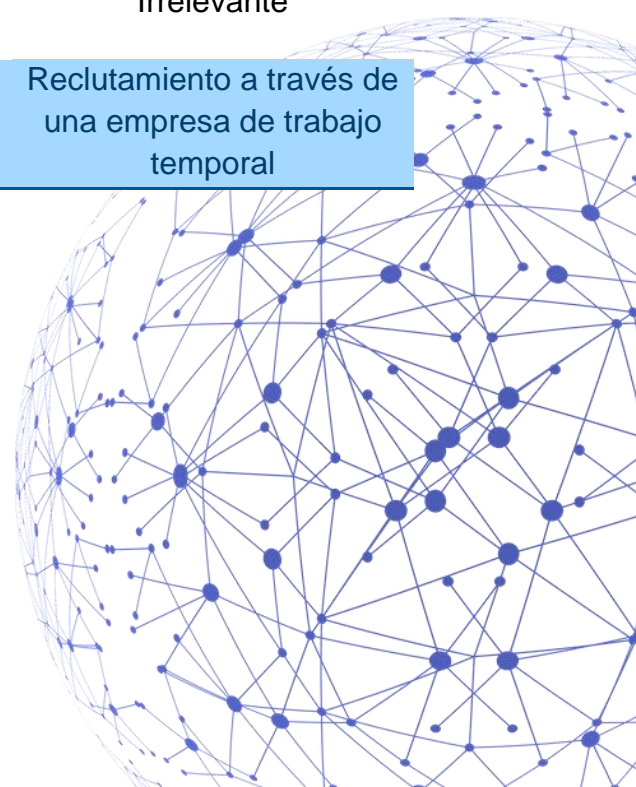 Irrelevante
Reclutamiento a través de
una empresa de trabajo
temporal